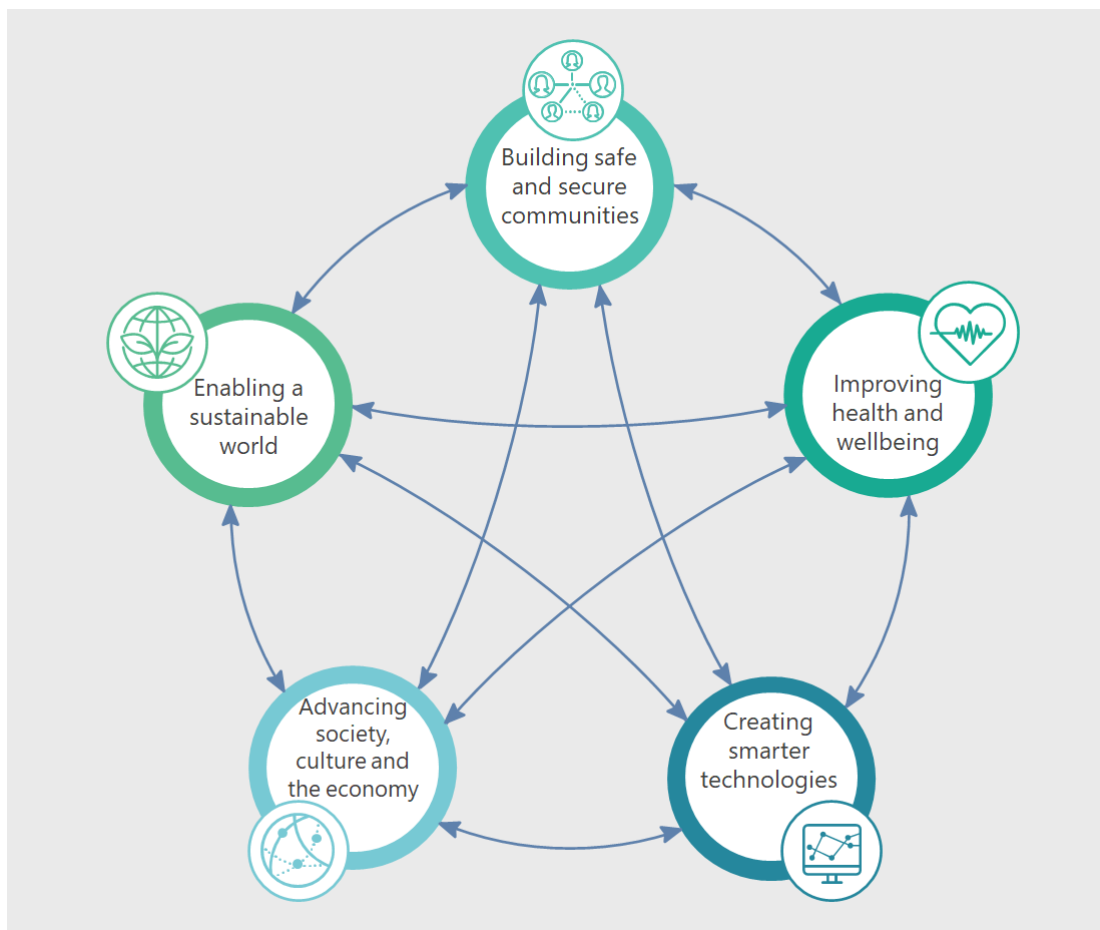 Building safe
and secure
communities
Enabling a
sustainable
world
Improving
health and
wellbeing
Advancing
society,
culture and
the economy
Creating
smarter
technologies